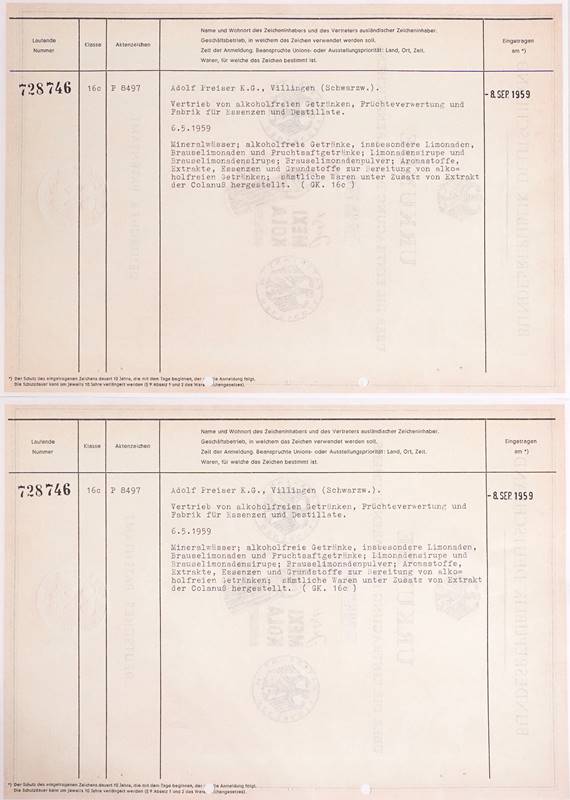 Laufende
Nummer
Klasse
Aktenzeichen
Name und Wohnort des Zeicheninhabers und des Vertreters ausländischer Zeicheninhaber.
Geschäftsbetrieb, in welchem das Zeichen verwendet werden soll.
Zeit der Anmeldung. Beanspruchte Unions- oder Ausstellungspriorität: Land, Ort, Zeit.
Waren, für welche das Zeichen bestimmt ist.
Eingetragen
am *)
728746
16c
P 8497
Adolf Preiser K.G., Villingen (Schwarzw.).
Vertrieb von alkoholfreien Getränken, Früchteverwertung und
Fabrik für Essenzen und Destillate.
6.5.1959
Mineralwässer; alkoholfreie Getränke, insbesondere Limonaden,
Brauselimonaden und Fruchtsaftgetränke; Limonadensirupe und
Brauselimonadensirupe; Brauselimonadenpulver; Aromastoffe,
Extrakte, Essenzen und Grundstoffe zur Bereitung von alko=
holfreien Getränken; sämtliche Waren unter Zusatz von Extrakt
der Colanuß hergestellt. ( GK. 16c )
- 8. SEP. 1959
*) Der Schutz des eingetragenen Zeichens dauert 10 Jahre, die mit dem Tage beginnen, der Anmeldung folgt.
Die Schutzdauer kann um jeweils 10 Jahre verlängert werden (§ 9 Absatz 1 und 2 des
Laufende
Nummer
Klasse
Aktenzeichen
Name und Wohnort des Zeicheninhabers und des Vertreters ausländischer Zeicheninhaber.
Geschäftsbetrieb, in welchem das Zeichen verwendet werden soll.
Zeit der Anmeldung. Beanspruchte Unions- oder Ausstellungspriorität: Land, Ort, Zeit.
Waren, für welche das Zeichen bestimmt ist.
Eingetragen
am *)
728746
16c
P 8497
Adolf Preiser K.G., Villingen (Schwarzw.).
Vertrieb von alkoholfreien Getränken, Früchteverwertung und
Fabrik für Essenzen und Destillate.
6.5.1959
Mineralwässer; alkoholfreie Getränke, insbesondere Limonaden,
Brauselimonaden und Fruchtsaftgetränke; Limonadensirupe und
Brauselimonadensirupe; Brauselimonadenpulver; Aromastoffe,
Extrakte, Essenzen und Grundstoffe zur Bereitung von alko=
holfreien Getränken; sämtliche Waren unter Zusatz von Extrakt
der Colanuß hergestellt. ( GK. 16c )
- 8. SEP. 1959
*) Der Schutz des eingetragenen Zeichens dauert 10 Jahre, die mit dem Tage beginnen, der Anmeldung folgt.
Die Schutzdauer kann um jeweils 10 Jahre verlängert werden (§ 9 Absatz 1 und 2 des